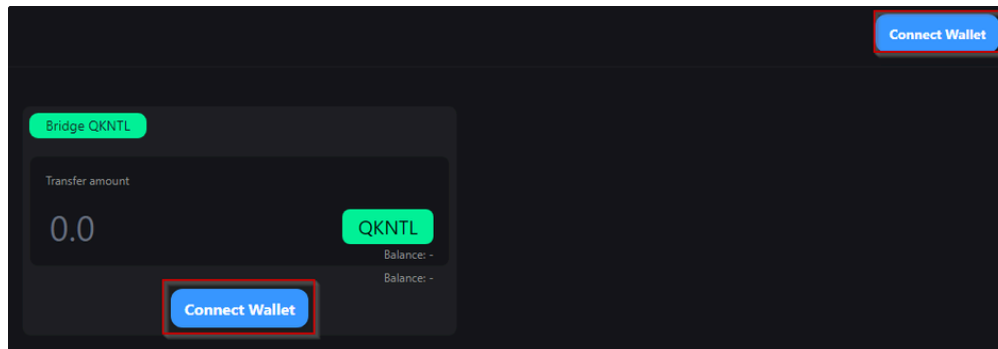 Connect Wallet
Bridge QKNTL
Transfer amount
0.0
QKNTL
Balance: -
Balance: -
Connect Wallet